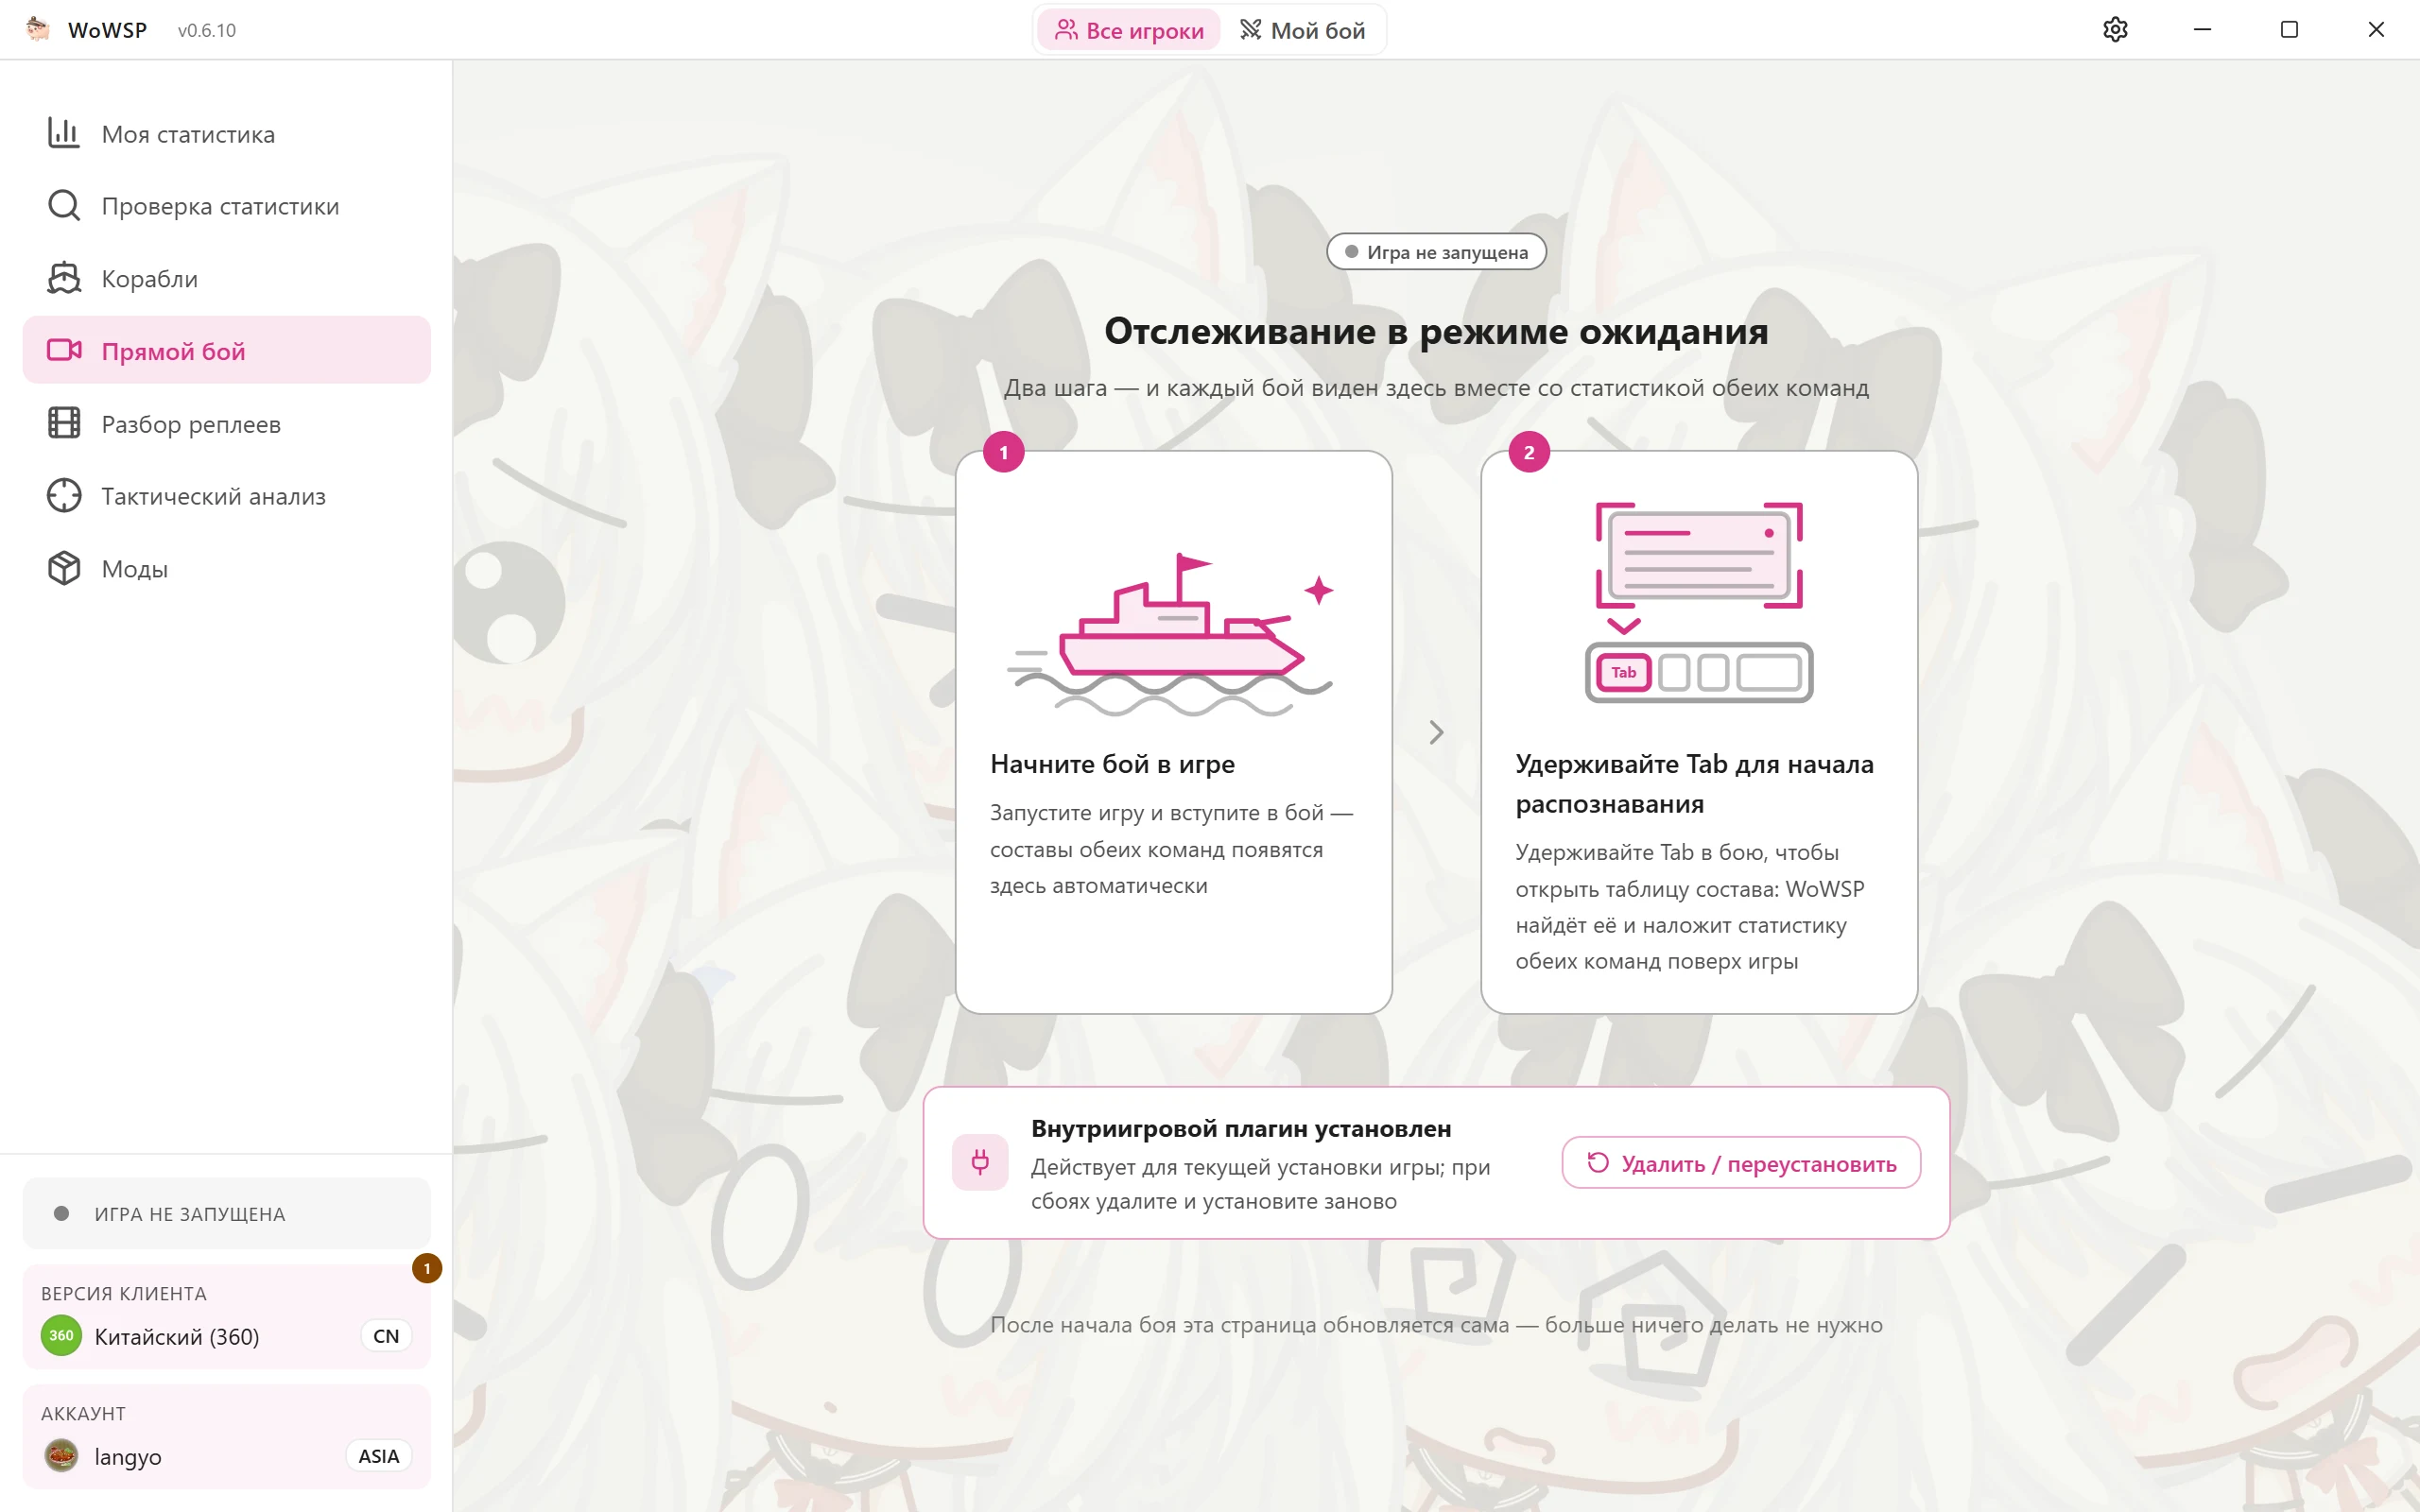 WoWSP v0.6.10
Все игроки
Мой бой
Моя статистика
Проверка статистики
Корабли
Прямой бой
Разбор реплеев
Тактический анализ
Моды
ИГРА НЕ ЗАПУЩЕНА
1
ВЕРСИЯ КЛИЕНТА
360 Китайский (360) CN
АККАУНТ
langyo ASIA
Игра не запущена
Отслеживание в режиме ожидания
Два шага — и каждый бой виден здесь вместе со статистикой обеих команд
1
Начните бой в игре
Запустите игру и вступите в бой —
составы обеих команд появятся
здесь автоматически
2
Tab
Удерживайте Tab для начала
распознавания
Удерживайте Tab в бою, чтобы
открыть таблицу состава: WoWSP
найдёт её и наложит статистику
обеих команд поверх игры
Внутриигровой плагин установлен
Действует для текущей установки игры; при
сбоях удалите и установите заново
Удалить / переустановить
После начала боя эта страница обновляется сама — больше ничего делать не нужно